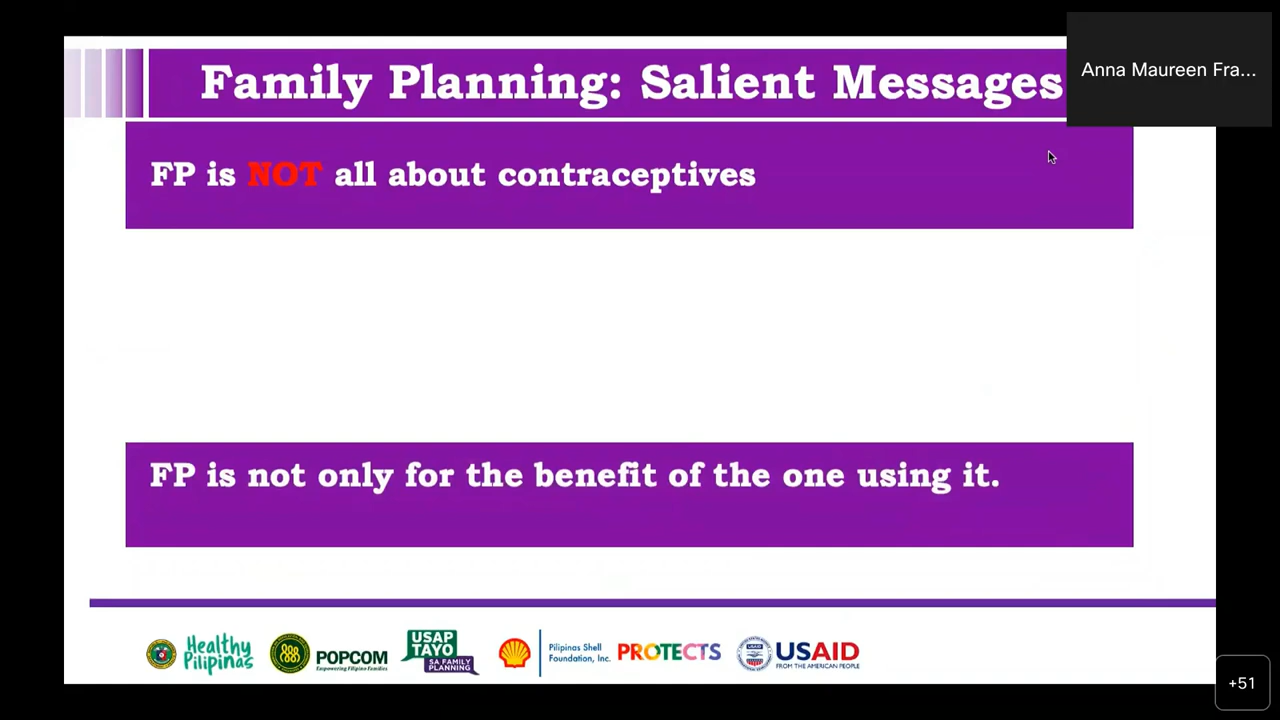 Family Planning: Salient Messages
Anna Maureen Fra...
FP is NOT all about contraceptives
FP is not only for the benefit of the one using it.
Healthy
Pilipinas
POPCOM
Empowering Filipino Families
USAP
TAYO
SA FAMILY
PLANNING
Pilipinas Shell
Foundation, Inc.
PROTECTS
USAID
FROM THE AMERICAN PEOPLE
+51